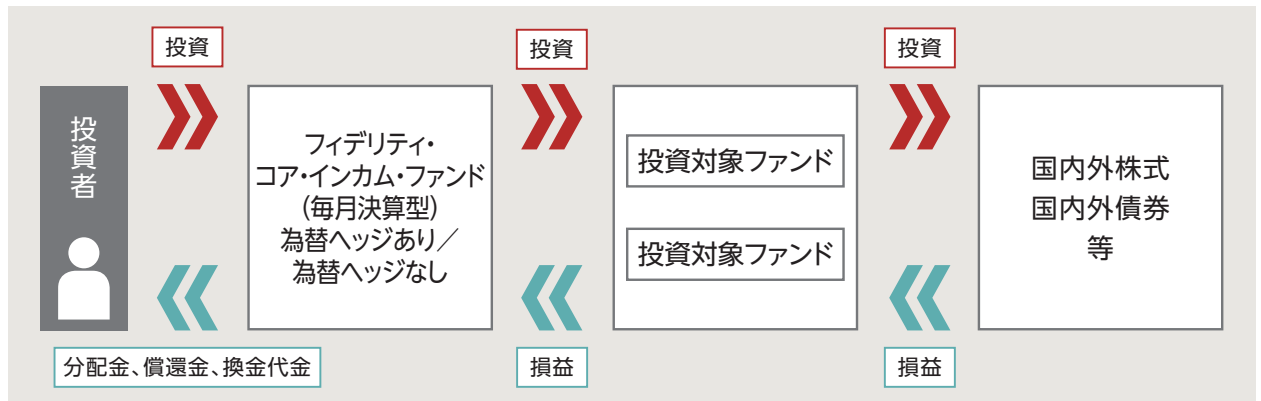 投資
投資
投資
投資者
フィデリティ・
コア・インカム・ファンド
(毎月決算型)
為替ヘッジあり／
為替ヘッジなし
投資対象ファンド
投資対象ファンド
国内外株式
国内外債券
等
分配金、償還金、換金代金
損益
損益